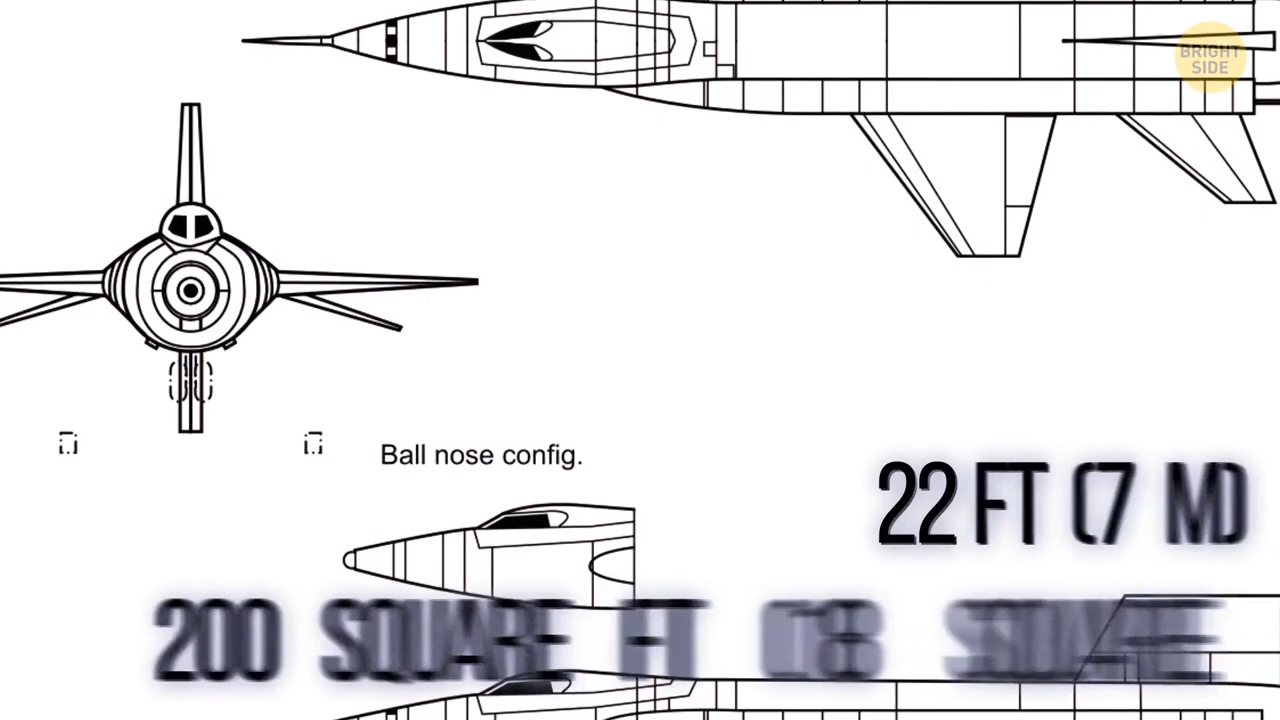 BRIGHT
SIDE
Ball nose config.
22 FT (7 M)
200 SQUARE FT